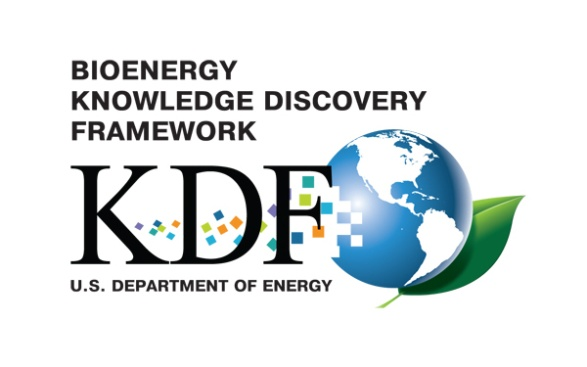 BIOENERGY
KNOWLEDGE DISCOVERY
FRAMEWORK
KDF
U.S. DEPARTMENT OF ENERGY